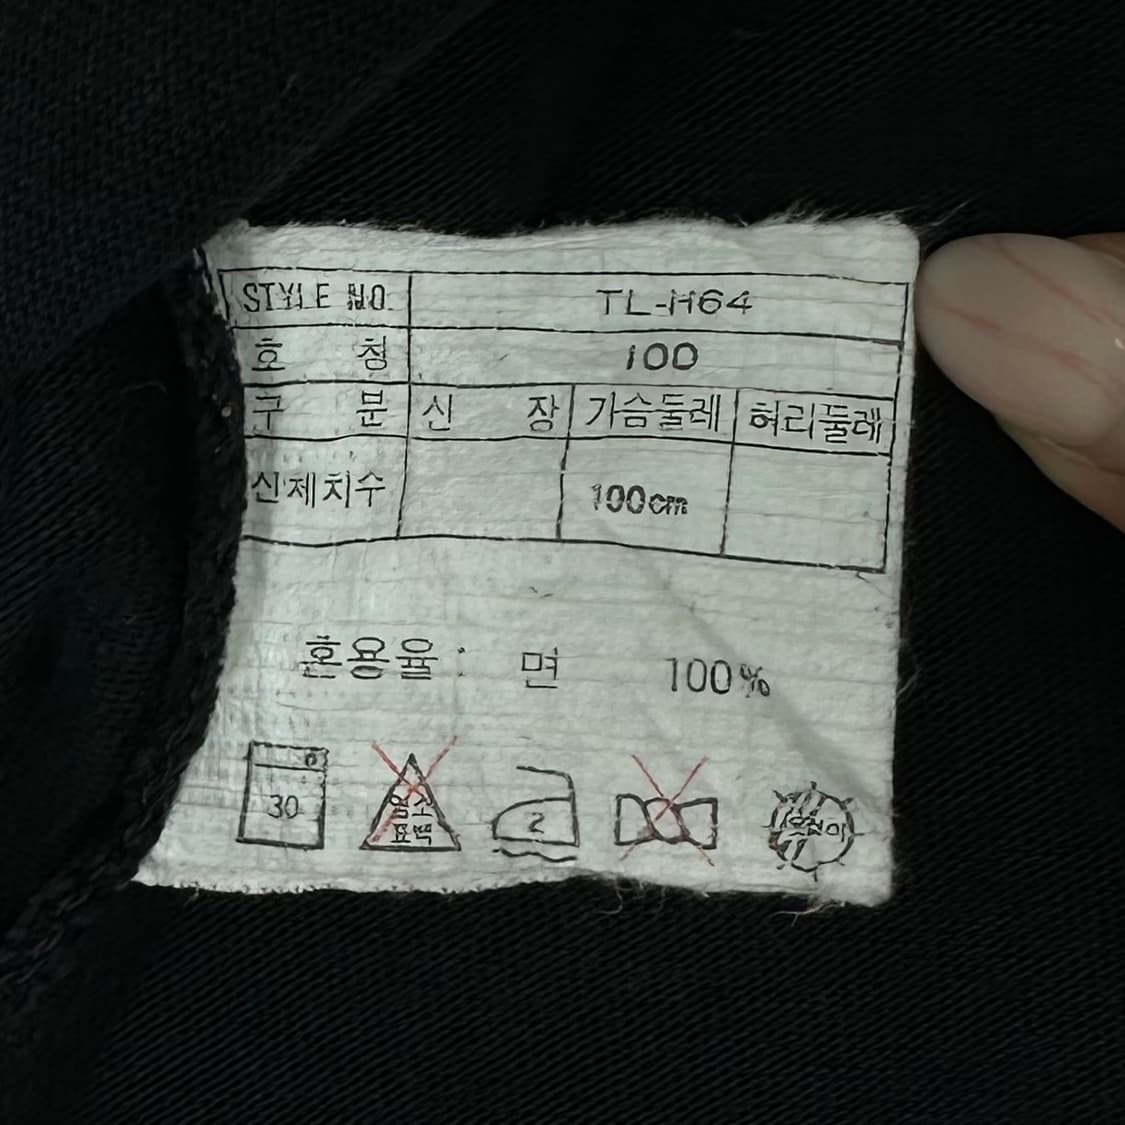 STYLE NO. TL-H64
호 칭 100
구 분 신 장 가슴둘레 허리둘레
신체치수 100cm
혼용율 : 면 100%
30 염소 2
표백